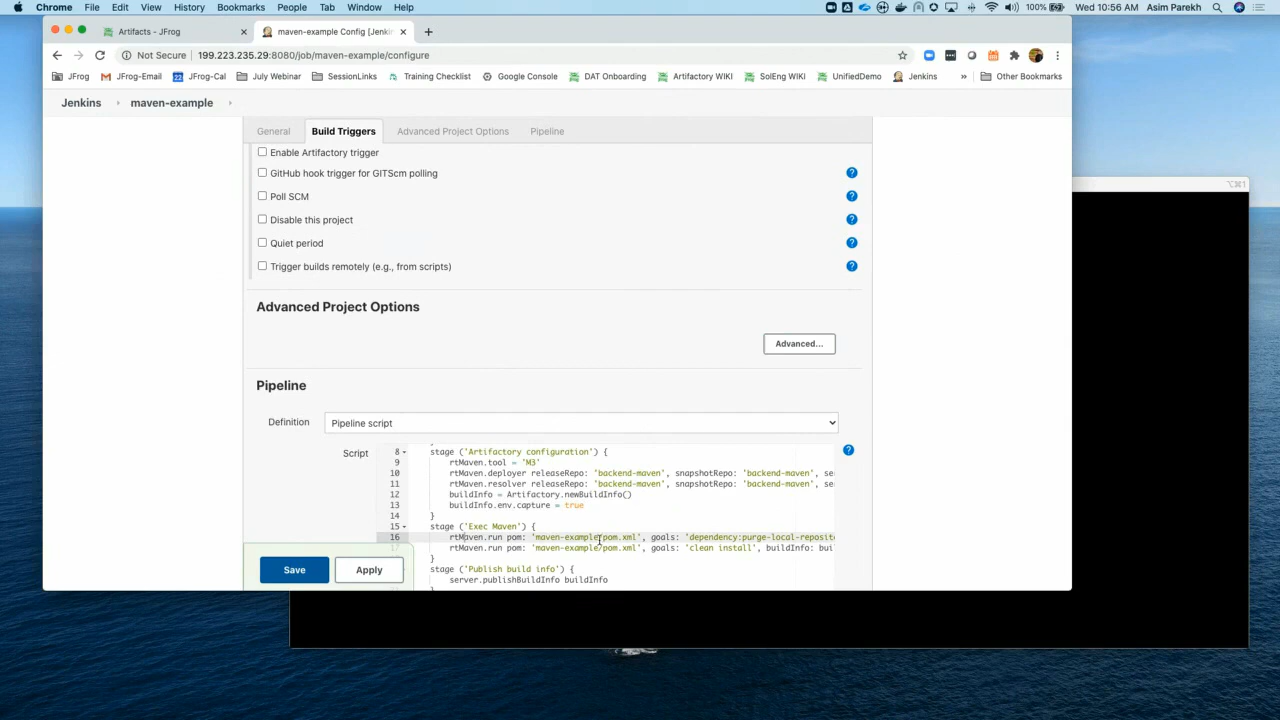 Chrome File Edit View History Bookmarks People Tab Window Help 100% Wed 10:56 AM Asim Parekh
Artifacts - JFrog
maven-example Config [Jenki
Not Secure 199.223.235.29:8080/job/maven-example/configure
JFrog JFrog-Email JFrog-Cal July Webinar SessionLinks Training Checklist Google Console DAT Onboarding Artifactory WIKI SolEng WIKI UnifiedDemo Jenkins » Other Bookmarks
Jenkins maven-example
⌥⌘1
General Build Triggers Advanced Project Options Pipeline
Enable Artifactory trigger
GitHub hook trigger for GITScm polling
Poll SCM
Disable this project
Quiet period
Trigger builds remotely (e.g., from scripts)
Advanced Project Options
Advanced...
Pipeline
Definition Pipeline script
Script
8 stage ('Artifactory configuration') {
9 rtMaven.tool = 'M3'
10 rtMaven.deployer releaseRepo: 'backend-maven', snapshotRepo: 'backend-maven', se
11 rtMaven.resolver releaseRepo: 'backend-maven', snapshotRepo: 'backend-maven', se
12 buildInfo = Artifactory.newBuildInfo()
13 buildInfo.env.capture = true
14 }
15 stage ('Exec Maven') {
16 rtMaven.run pom: 'maven-example/pom.xml', goals: 'dependency:purge-local-reposito
17 rtMaven.run pom: 'maven-example/pom.xml', goals: 'clean install', buildInfo: bui
}
stage ('Publish build info') {
server.publishBuildInfo buildInfo
Save Apply